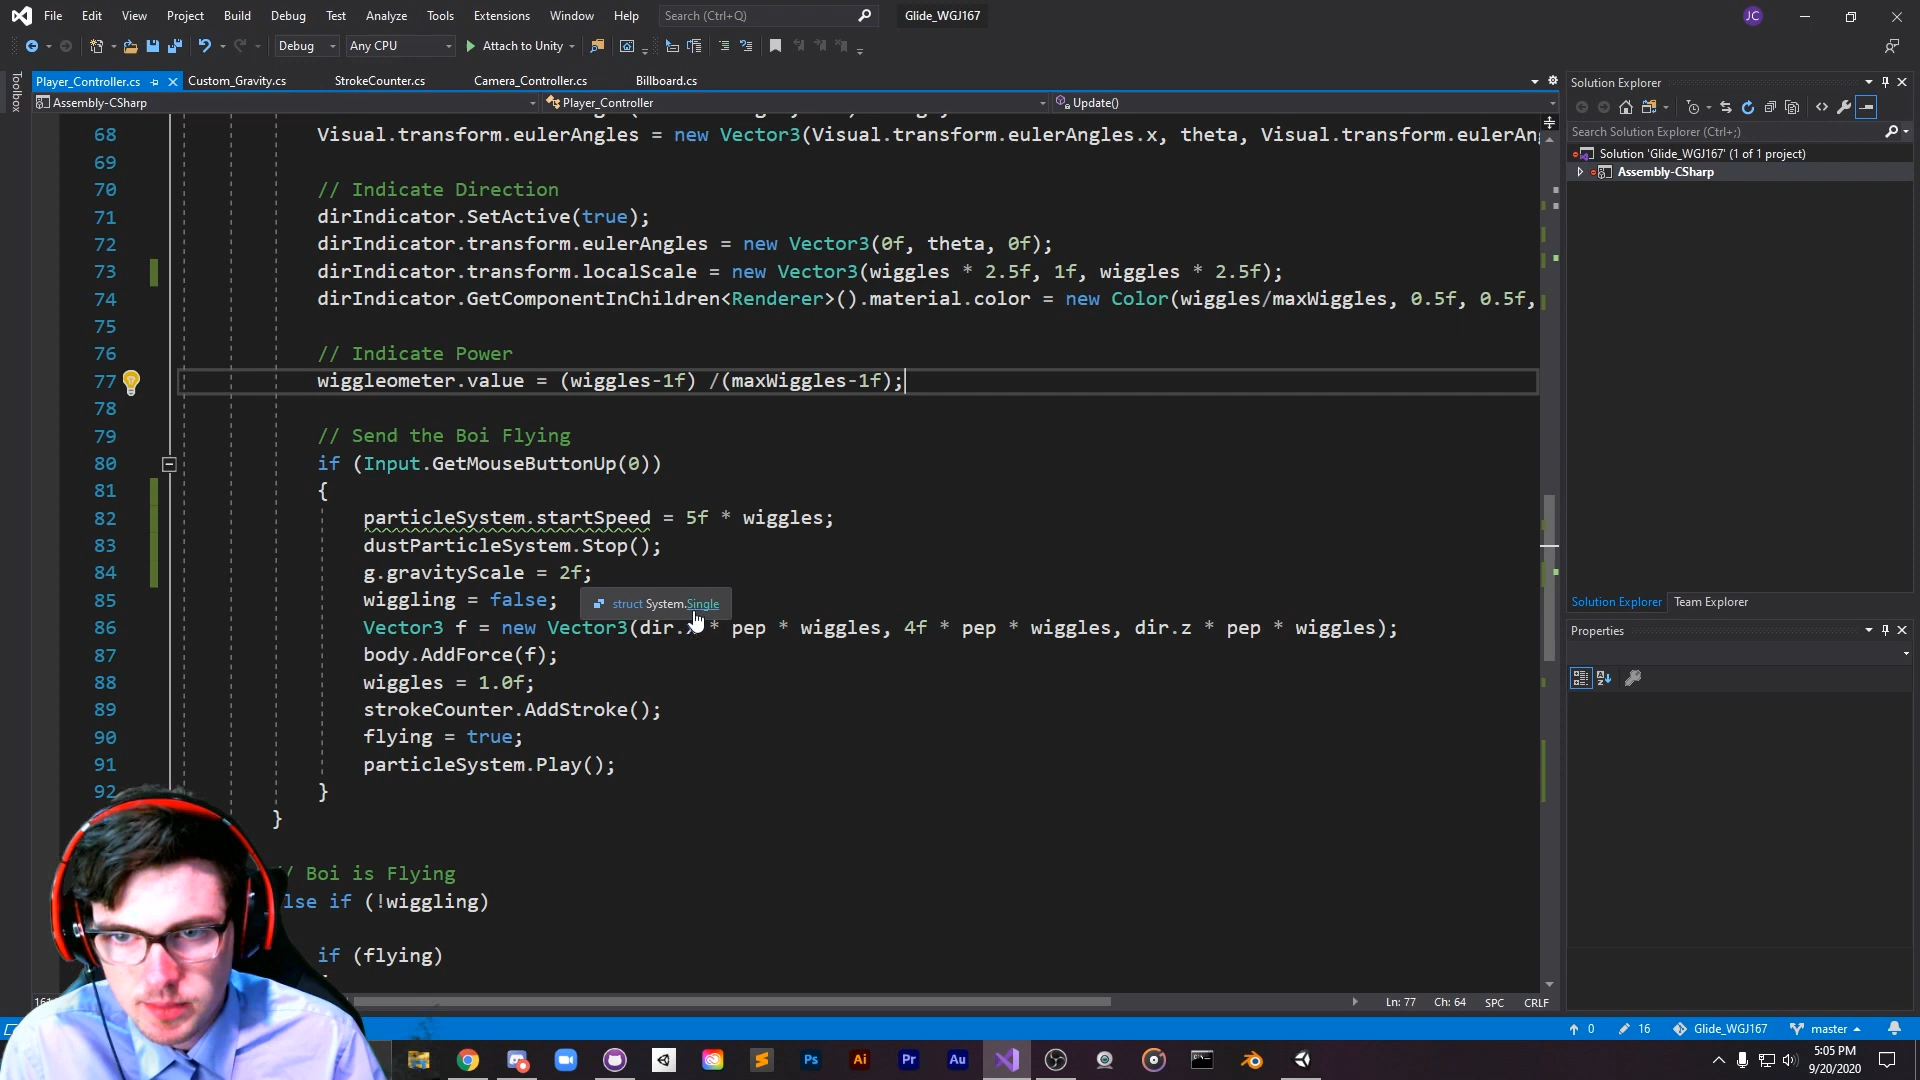 File Edit View Project Build Debug Test Analyze Tools Extensions Window Help Search (Ctrl+Q) Glide_WGJ167 JC
Debug Any CPU Attach to Unity
Toolbox
Player_Controller.cs Custom_Gravity.cs StrokeCounter.cs Camera_Controller.cs Billboard.cs
Assembly-CSharp Player_Controller Update()
68 Visual.transform.eulerAngles = new Vector3(Visual.transform.eulerAngles.x, theta, Visual.transform.eulerAn
69
70 // Indicate Direction
71 dirIndicator.SetActive(true);
72 dirIndicator.transform.eulerAngles = new Vector3(0f, theta, 0f);
73 dirIndicator.transform.localScale = new Vector3(wiggles * 2.5f, 1f, wiggles * 2.5f);
74 dirIndicator.GetComponentInChildren<Renderer>().material.color = new Color(wiggles/maxWiggles, 0.5f, 0.5f,
75
76 // Indicate Power
77 wiggleometer.value = (wiggles-1f) /(maxWiggles-1f);
78
79 // Send the Boi Flying
80 if (Input.GetMouseButtonUp(0))
81 {
82 particleSystem.startSpeed = 5f * wiggles;
83 dustParticleSystem.Stop();
84 g.gravityScale = 2f;
85 wiggling = false;
struct System.Single
86 Vector3 f = new Vector3(dir.x * pep * wiggles, 4f * pep * wiggles, dir.z * pep * wiggles);
87 body.AddForce(f);
88 wiggles = 1.0f;
89 strokeCounter.AddStroke();
90 flying = true;
91 particleSystem.Play();
92 }
}
/ Boi is Flying
lse if (!wiggling)
if (flying)
Ln: 77 Ch: 64 SPC CRLF
Solution Explorer
Search Solution Explorer (Ctrl+;)
Solution 'Glide_WGJ167' (1 of 1 project)
Assembly-CSharp
Solution Explorer Team Explorer
Properties
0 16 Glide_WGJ167 master
Ps Ai Pr Au
5:05 PM
9/20/2020